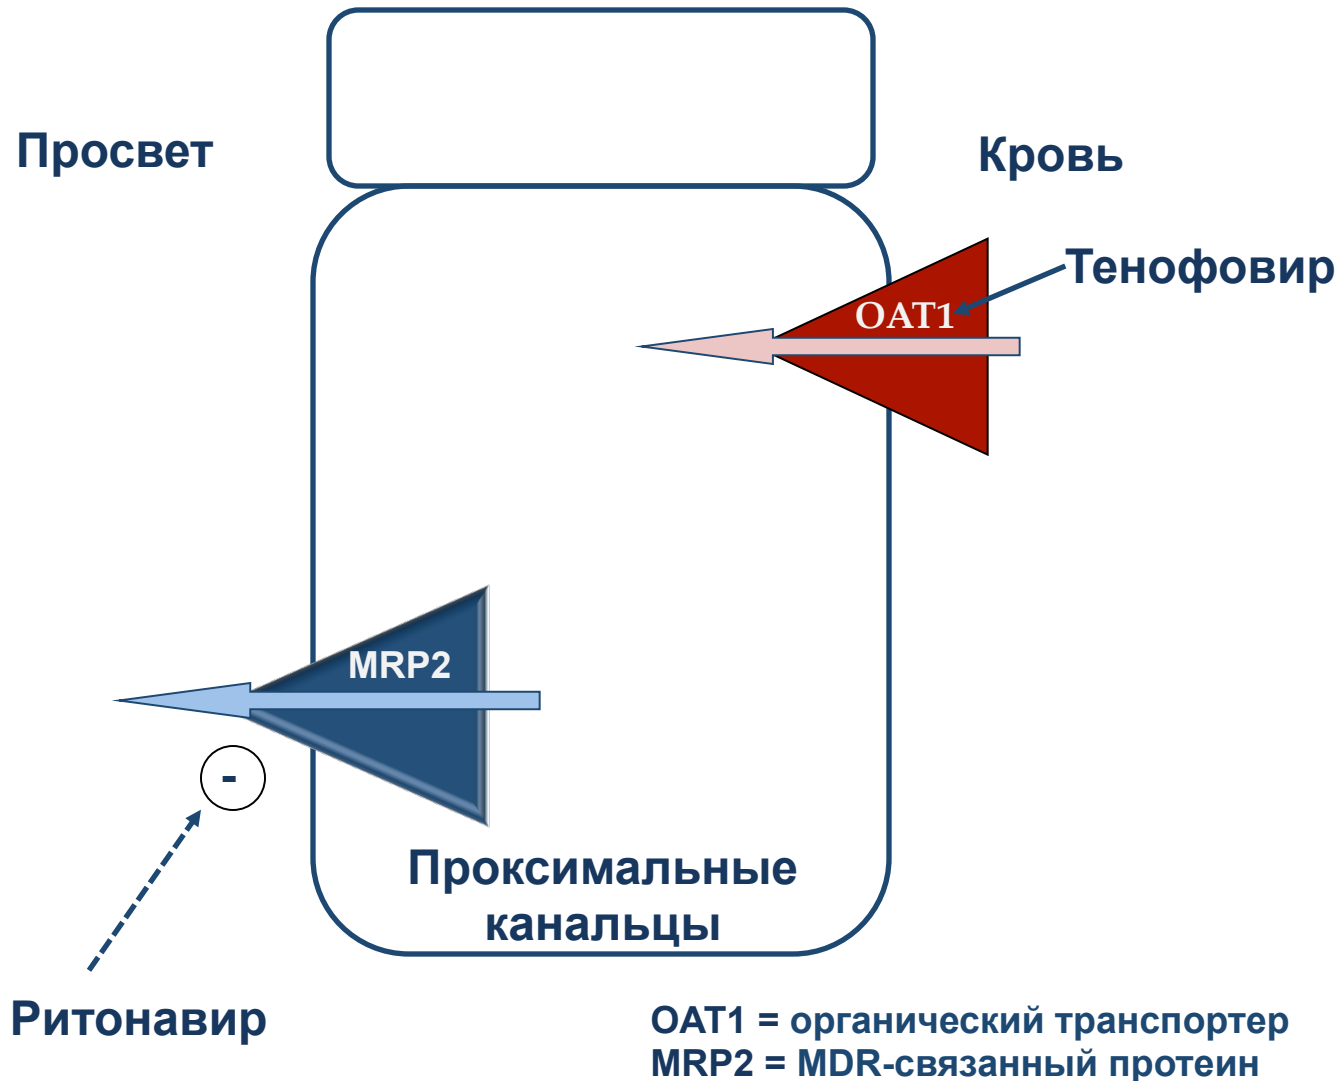 Просвет
Кровь
Тенофовир
OAT1
MRP2
-
Проксимальные
канальцы
Ритонавир
OAT1 = органический транспортер
MRP2 = MDR-связанный протеин